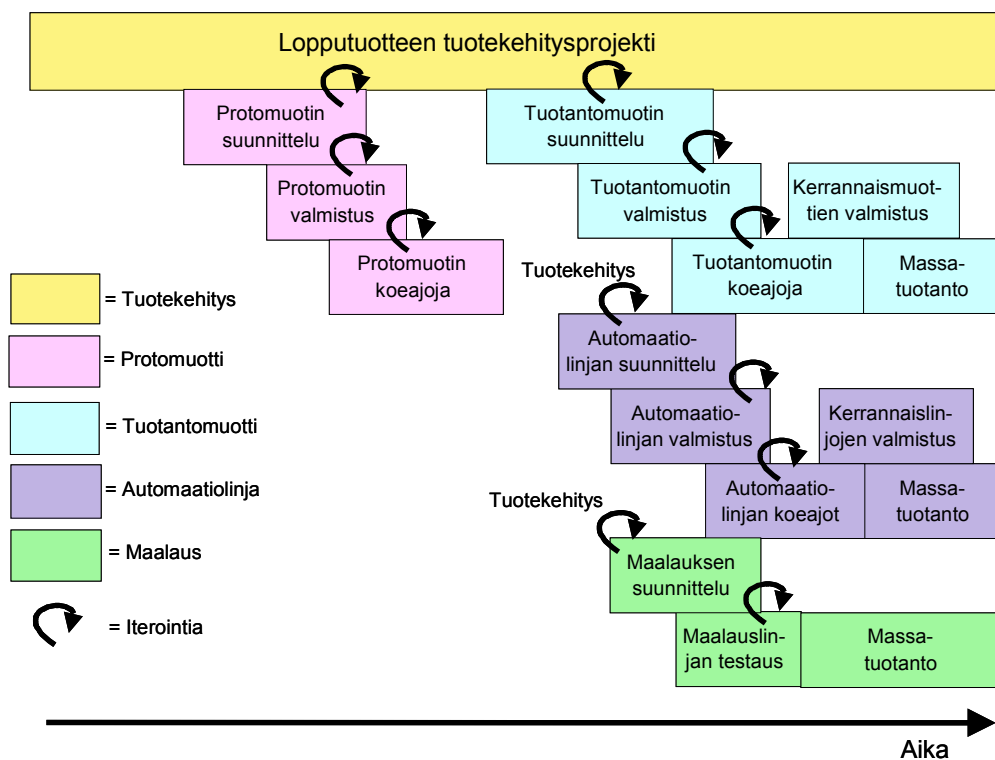 Lopputuotteen tuotekehitysprojekti
Protomuotin
suunnittelu
Protomuotin
valmistus
Protomuotin
koeajoja
Tuotantomuotin
suunnittelu
Tuotantomuotin
valmistus
Kerrannaismuot-
tien valmistus
Tuotantomuotin
koeajoja
Massa-
tuotanto
Tuotekehitys
Automaatio-
linjan suunnittelu
Automaatio-
linjan valmistus
Kerrannaislin-
jojen valmistus
Automaatio-
linjan koeajot
Massa-
tuotanto
Tuotekehitys
Maalauksen
suunnittelu
Maalauslin-
jan testaus
Massa-
tuotanto
= Tuotekehitys
= Protomuotti
= Tuotantomuotti
= Automaatiolinja
= Maalaus
= Iterointia
Aika